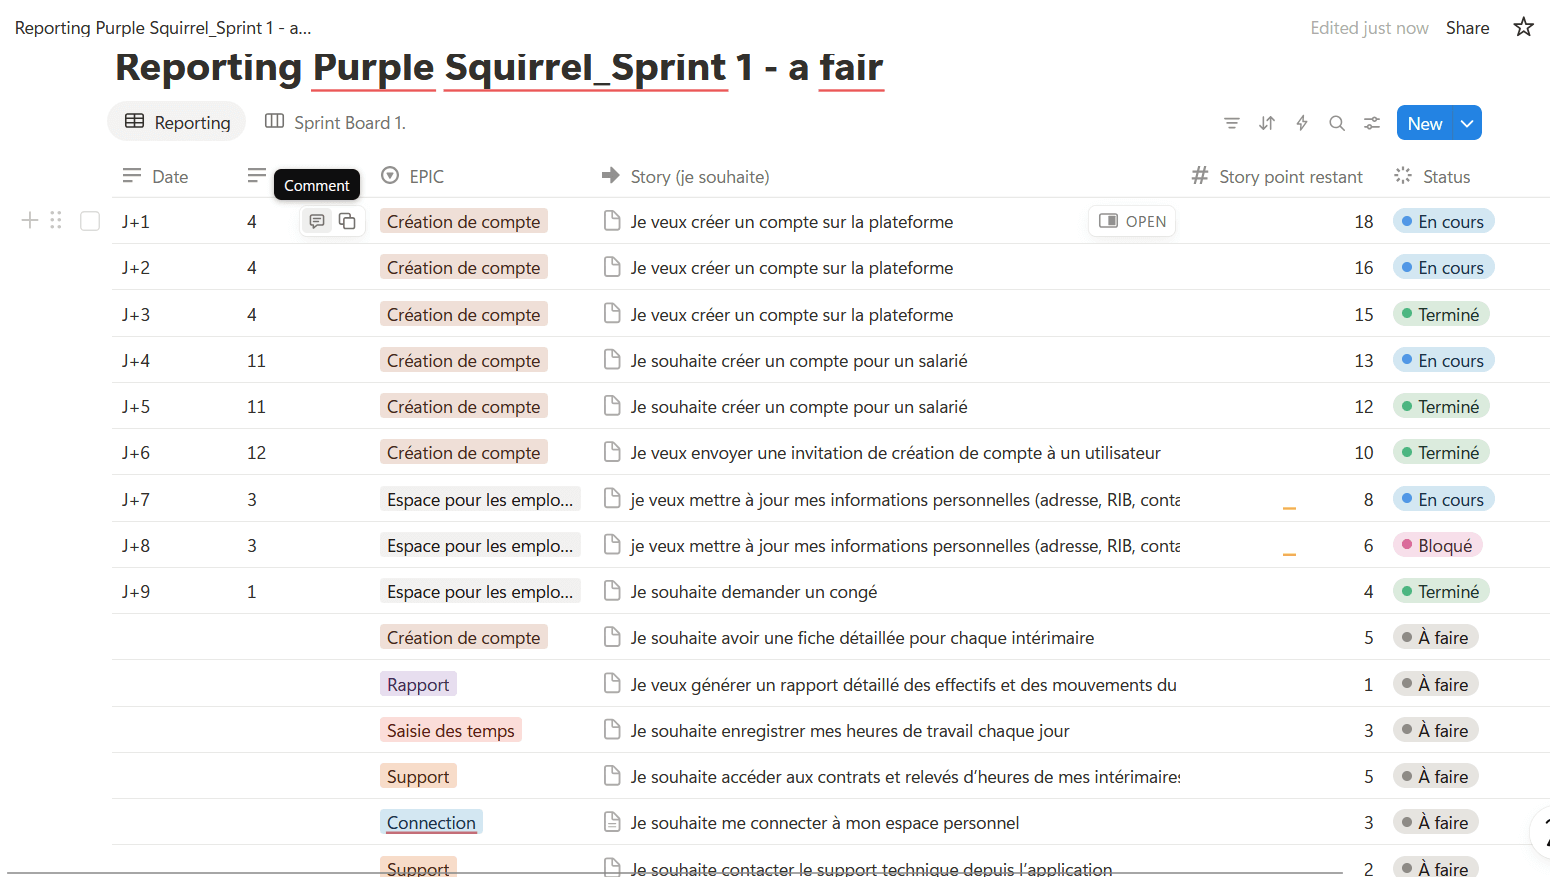 Reporting Purple Squirrel_Sprint 1 - a...
Edited just now Share
Reporting Purple Squirrel_Sprint 1 - a fair
Reporting Sprint Board 1. New
Date Comment EPIC Story (je souhaite) Story point restant Status
J+1 4 Création de compte Je veux créer un compte sur la plateforme OPEN 18 En cours
J+2 4 Création de compte Je veux créer un compte sur la plateforme 16 En cours
J+3 4 Création de compte Je veux créer un compte sur la plateforme 15 Terminé
J+4 11 Création de compte Je souhaite créer un compte pour un salarié 13 En cours
J+5 11 Création de compte Je souhaite créer un compte pour un salarié 12 Terminé
J+6 12 Création de compte Je veux envoyer une invitation de création de compte à un utilisateur 10 Terminé
J+7 3 Espace pour les emplo... je veux mettre à jour mes informations personnelles (adresse, RIB, conta 8 En cours
J+8 3 Espace pour les emplo... je veux mettre à jour mes informations personnelles (adresse, RIB, conta 6 Bloqué
J+9 1 Espace pour les emplo... Je souhaite demander un congé 4 Terminé
Création de compte Je souhaite avoir une fiche détaillée pour chaque intérimaire 5 À faire
Rapport Je veux générer un rapport détaillé des effectifs et des mouvements du 1 À faire
Saisie des temps Je souhaite enregistrer mes heures de travail chaque jour 3 À faire
Support Je souhaite accéder aux contrats et relevés d’heures de mes intérimaires 5 À faire
Connection Je souhaite me connecter à mon espace personnel 3 À faire
Support Je souhaite contacter le support technique depuis l’application 2 À faire